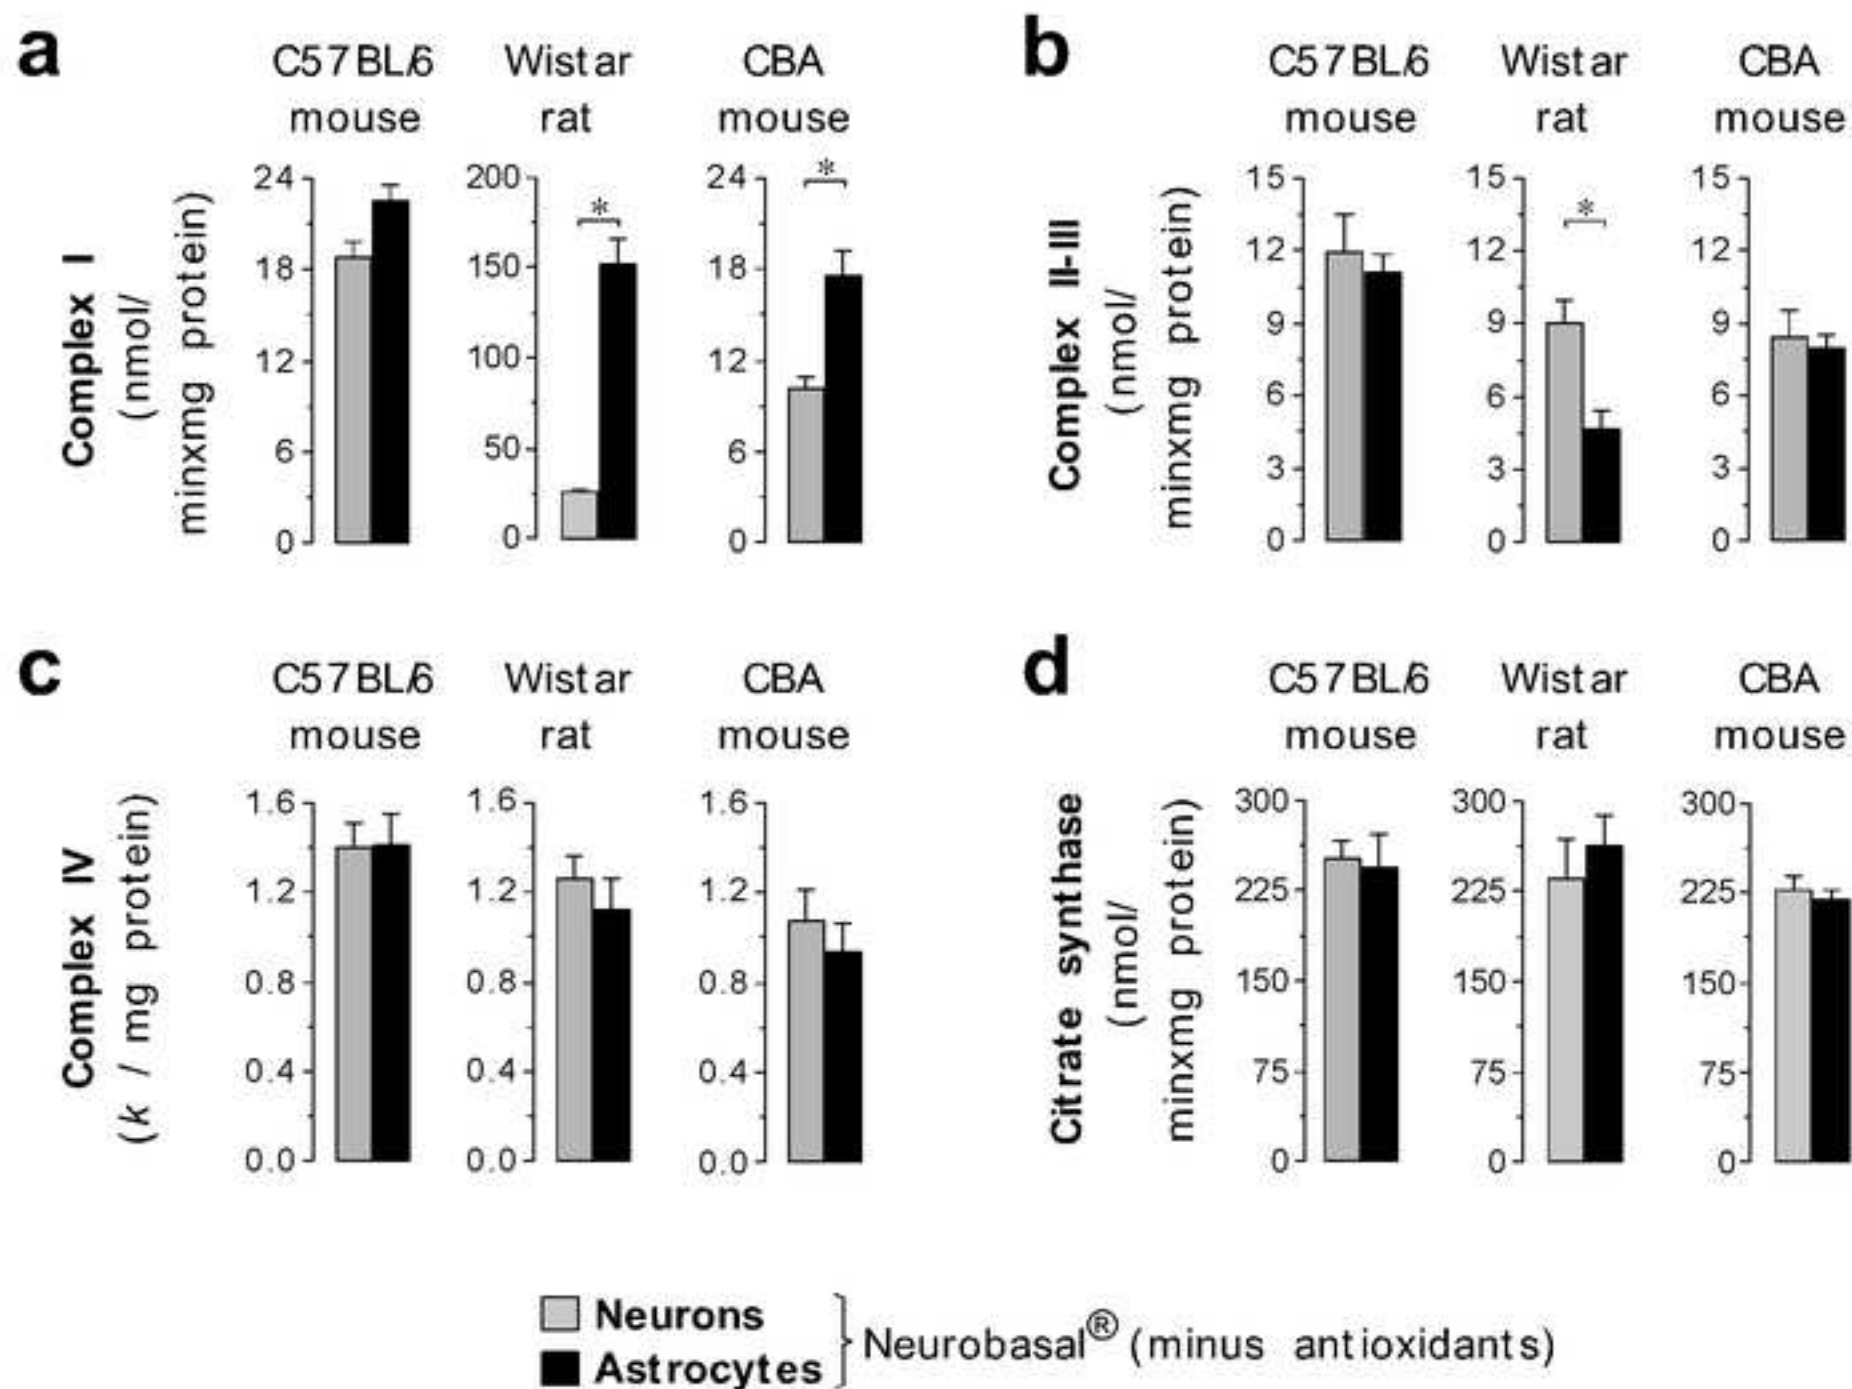 a
C57BL/6 mouse
Wistar rat
CBA mouse
Complex I
(nmol/
minxmg protein)
24
18
12
6
0
200
150
100
50
0
*
24
18
12
6
0
*
b
C57BL/6 mouse
Wistar rat
CBA mouse
Complex II-III
(nmol/
minxmg protein)
15
12
9
6
3
0
15
12
9
6
3
0
*
15
12
9
6
3
0
c
C57BL/6 mouse
Wistar rat
CBA mouse
Complex IV
(k / mg protein)
1.6
1.2
0.8
0.4
0.0
1.6
1.2
0.8
0.4
0.0
1.6
1.2
0.8
0.4
0.0
d
C57BL/6 mouse
Wistar rat
CBA mouse
Citrate synthase
(nmol/
minxmg protein)
300
225
150
75
0
300
225
150
75
0
300
225
150
75
0
Neurons
Astrocytes
Neurobasal® (minus antioxidants)